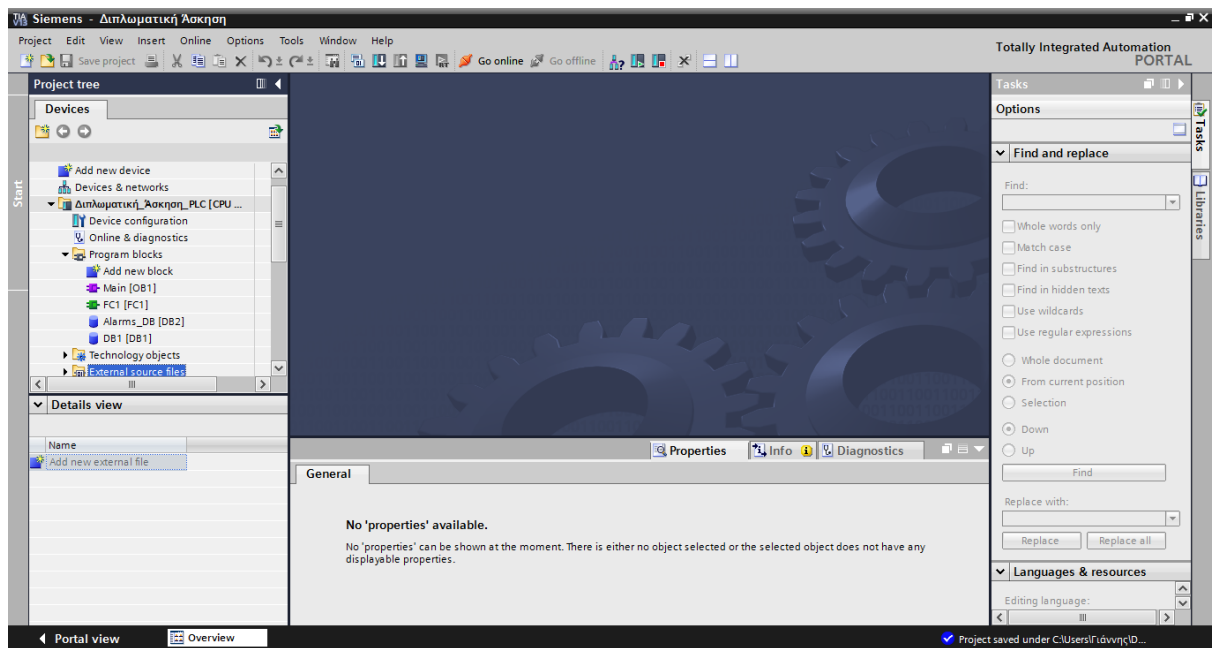 Siemens - Διπλωματική Άσκηση
Project Edit View Insert Online Options Tools Window Help
Totally Integrated Automation
PORTAL
Save project
Go online
Go offline
Project tree
Devices
Start
Add new device
Devices & networks
Διπλωματική_Άσκηση_PLC [CPU ...
Device configuration
Online & diagnostics
Program blocks
Add new block
Main [OB1]
FC1 [FC1]
Alarms_DB [DB2]
DB1 [DB1]
Technology objects
External source files
Details view
Name
Add new external file
Properties
Info
Diagnostics
General
No 'properties' available.
No 'properties' can be shown at the moment. There is either no object selected or the selected object does not have any
displayable properties.
Tasks
Options
Find and replace
Find:
Whole words only
Match case
Find in substructures
Find in hidden texts
Use wildcards
Use regular expressions
Whole document
From current position
Selection
Down
Up
Find
Replace with:
Replace
Replace all
Languages & resources
Editing language:
Tasks
Libraries
Portal view
Overview
Project saved under C:\Users\Γιάννης\D...